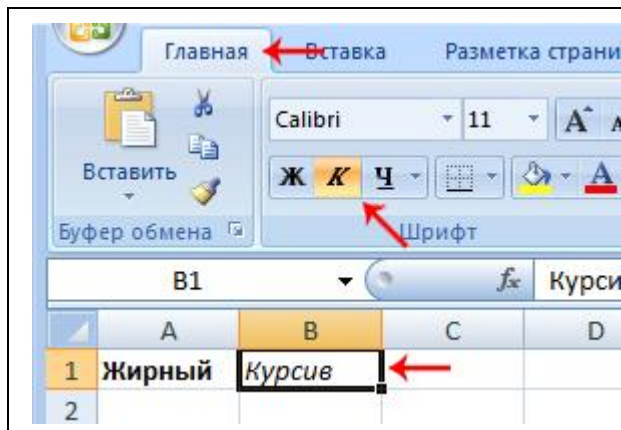 Главная Вставка Разметка страни
Calibri 11 А А
Вставить
Ж К Ч А
Буфер обмена Шрифт
B1 fx Курси
A B C D
1 Жирный Курсив
2